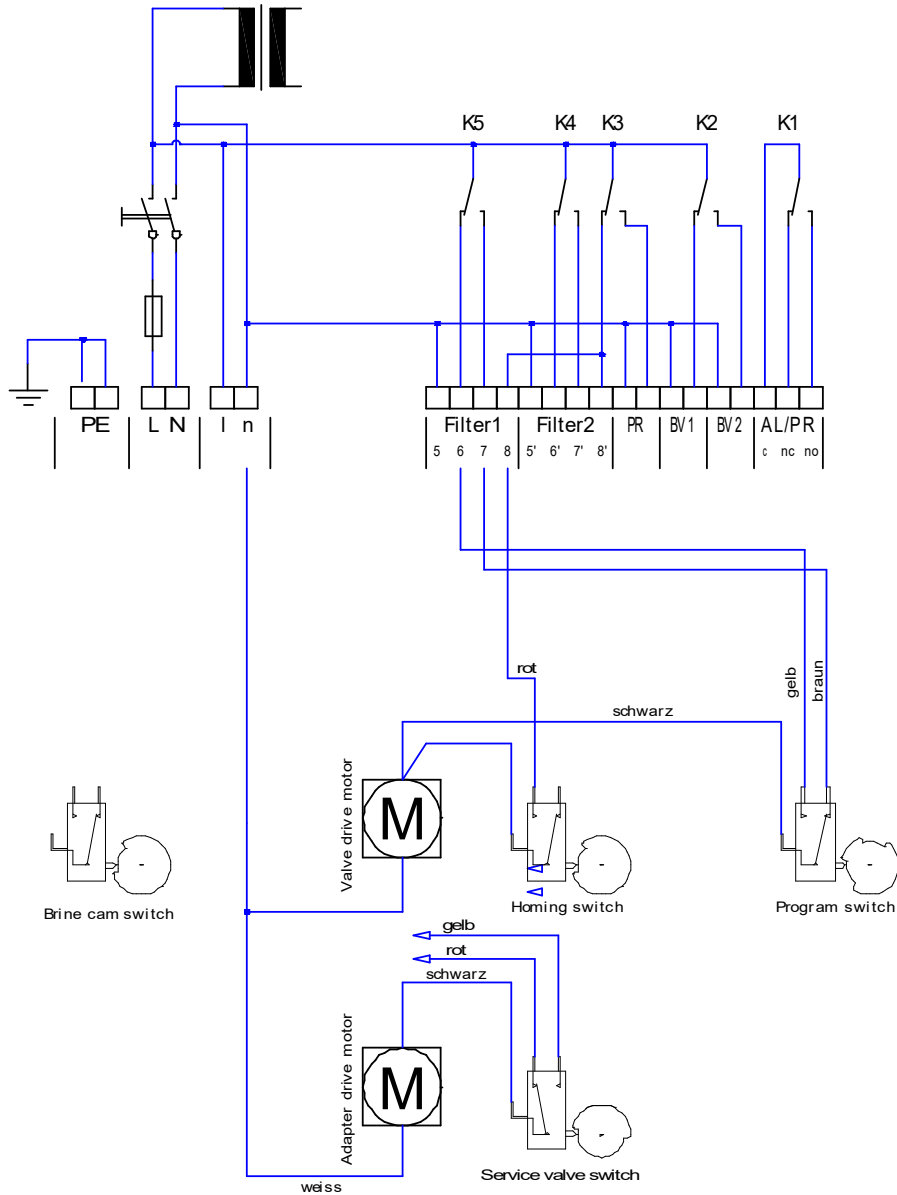 K5 K4 K3 K2 K1
PE L N l n Filter1 Filter2 PR BV1 BV2 AL/PR
5 6 7 8 5' 6' 7' 8' c nc no
rot
gelb
braun
schwarz
Valve drive motor
M
Brine cam switch
Homing switch
Program switch
gelb
rot
schwarz
Adapter drive motor
M
Service valve switch
weiss